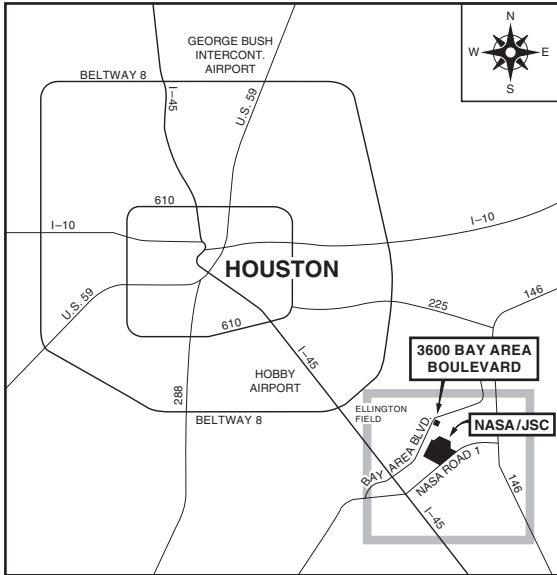 N
W E
S
GEORGE BUSH
INTERCONT.
AIRPORT
BELTWAY 8
I–45
U.S. 59
610
I–10
I–10
HOUSTON
U.S. 59
225
146
610
I–45
3600 BAY AREA
BOULEVARD
HOBBY
AIRPORT
288
ELLINGTON
FIELD
BELTWAY 8
NASA/JSC
BAY AREA BLVD.
NASA ROAD 1
146
I–45